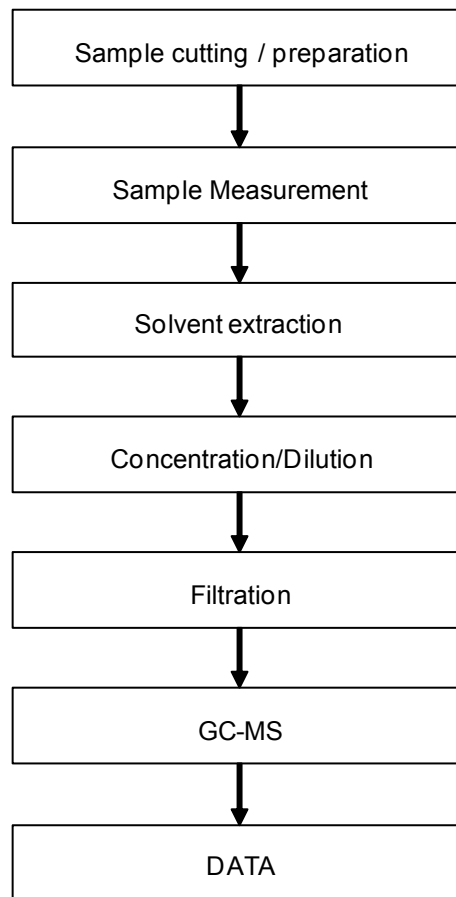 Sample cutting / preparation
Sample Measurement
Solvent extraction
Concentration/Dilution
Filtration
GC-MS
DATA